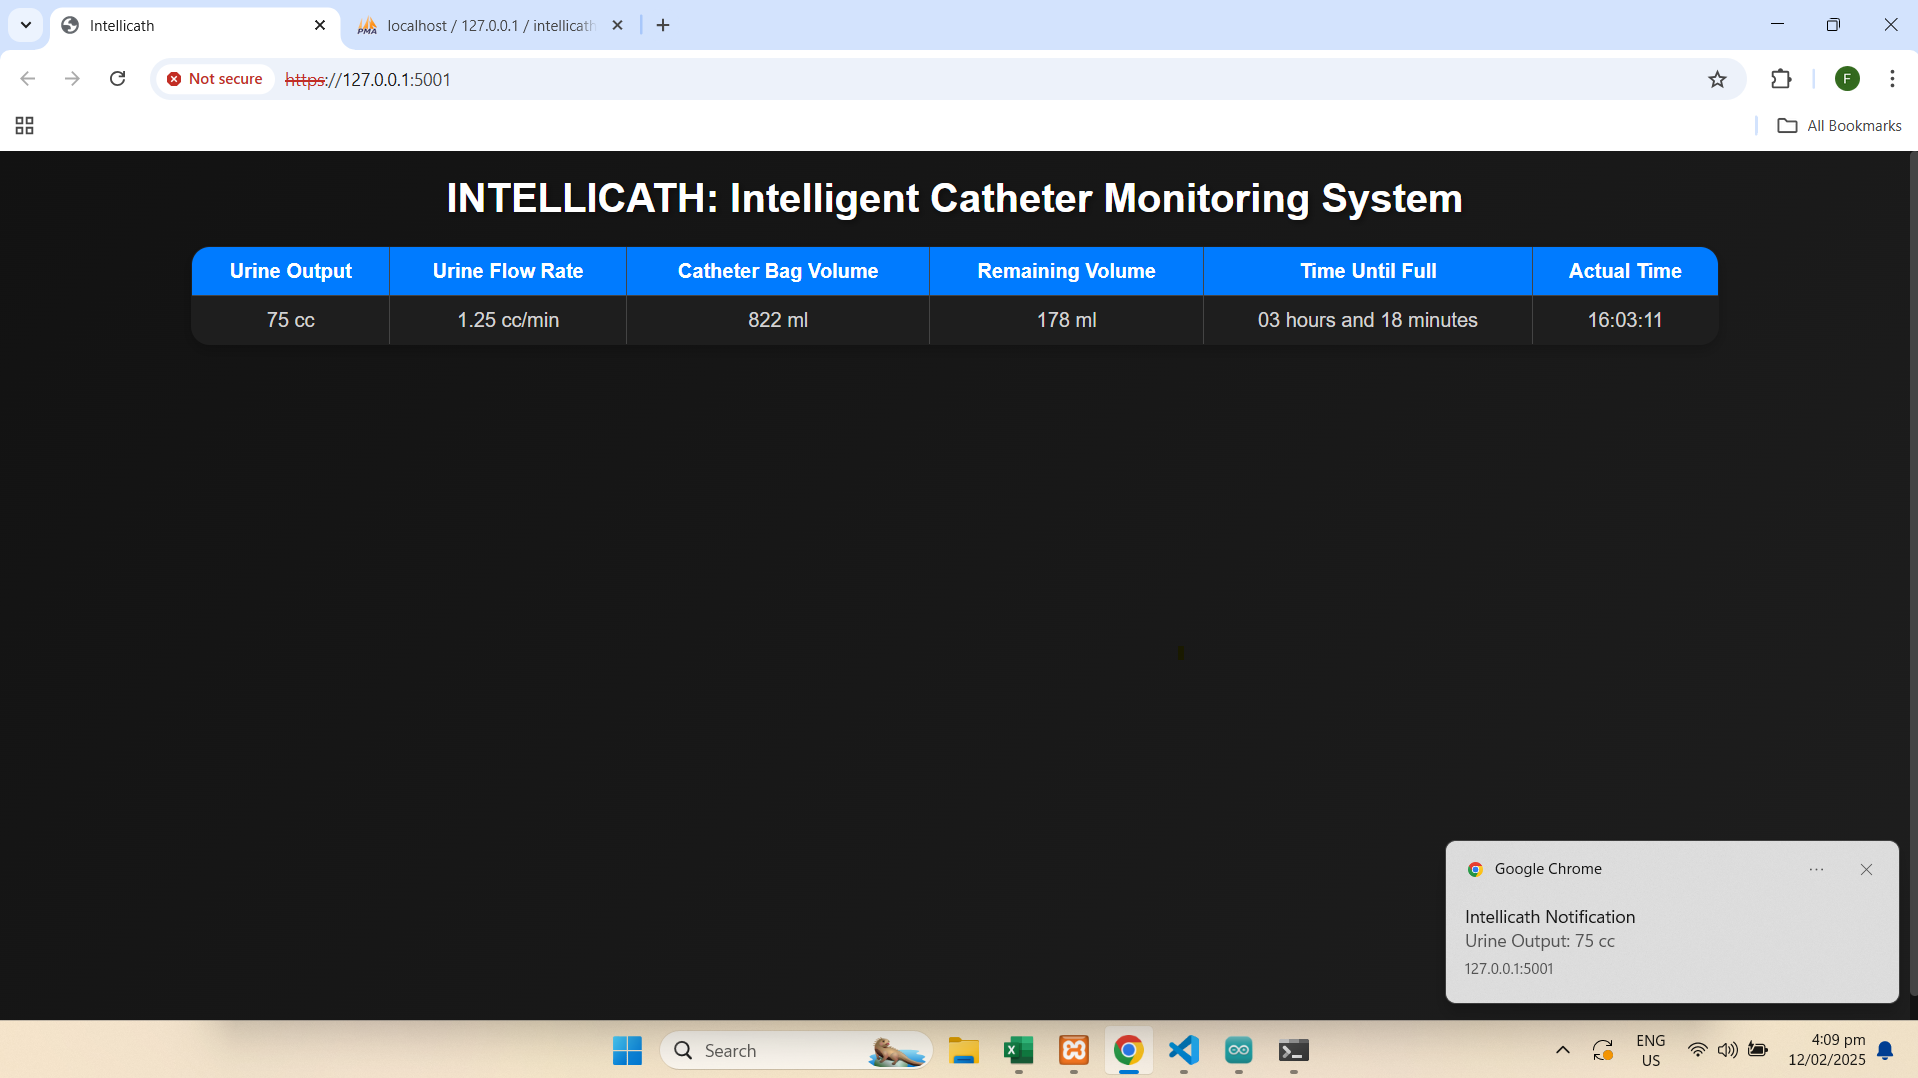 Intellicath
PMA
localhost / 127.0.0.1 / intellicath
Not secure
https://127.0.0.1:5001
F
All Bookmarks
INTELLICATH: Intelligent Catheter Monitoring System
Urine Output Urine Flow Rate Catheter Bag Volume Remaining Volume Time Until Full Actual Time
75 cc 1.25 cc/min 822 ml 178 ml 03 hours and 18 minutes 16:03:11
Google Chrome
Intellicath Notification
Urine Output: 75 cc
127.0.0.1:5001
Search
ENG
US
4:09 pm
12/02/2025